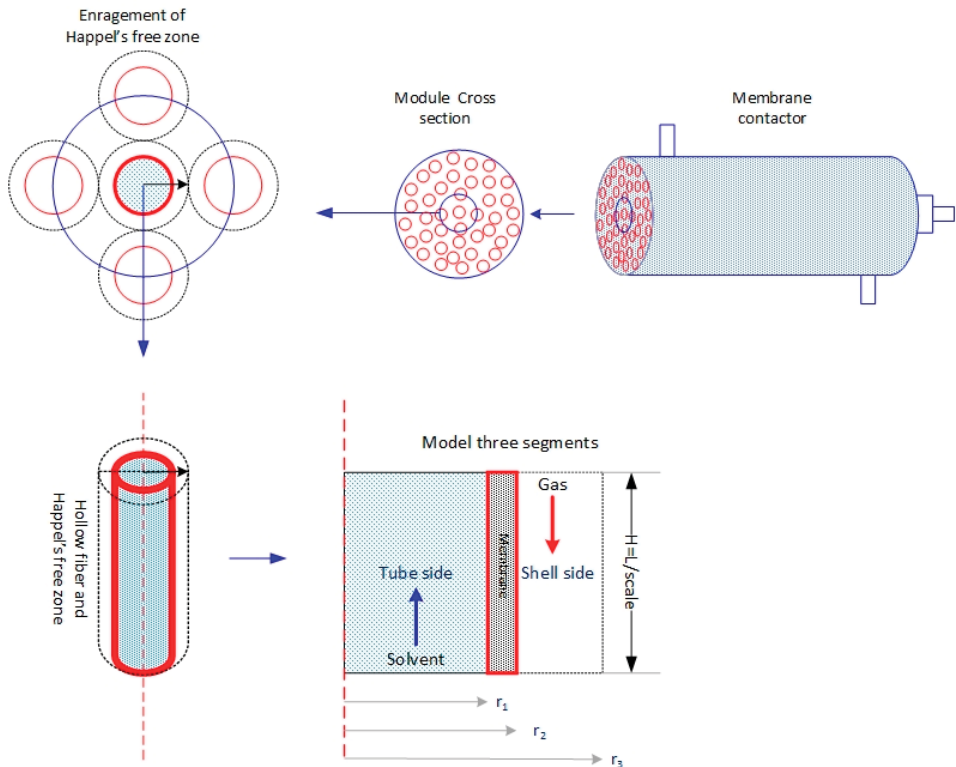 Enragement of
Happel's free zone
Module Cross
section
Membrane
contactor
Hollow fiber and
Happel's free zone
Model three segments
Gas
Membrane
Tube side
Shell side
Solvent
H=L/scale
r₁
r₂
r₃